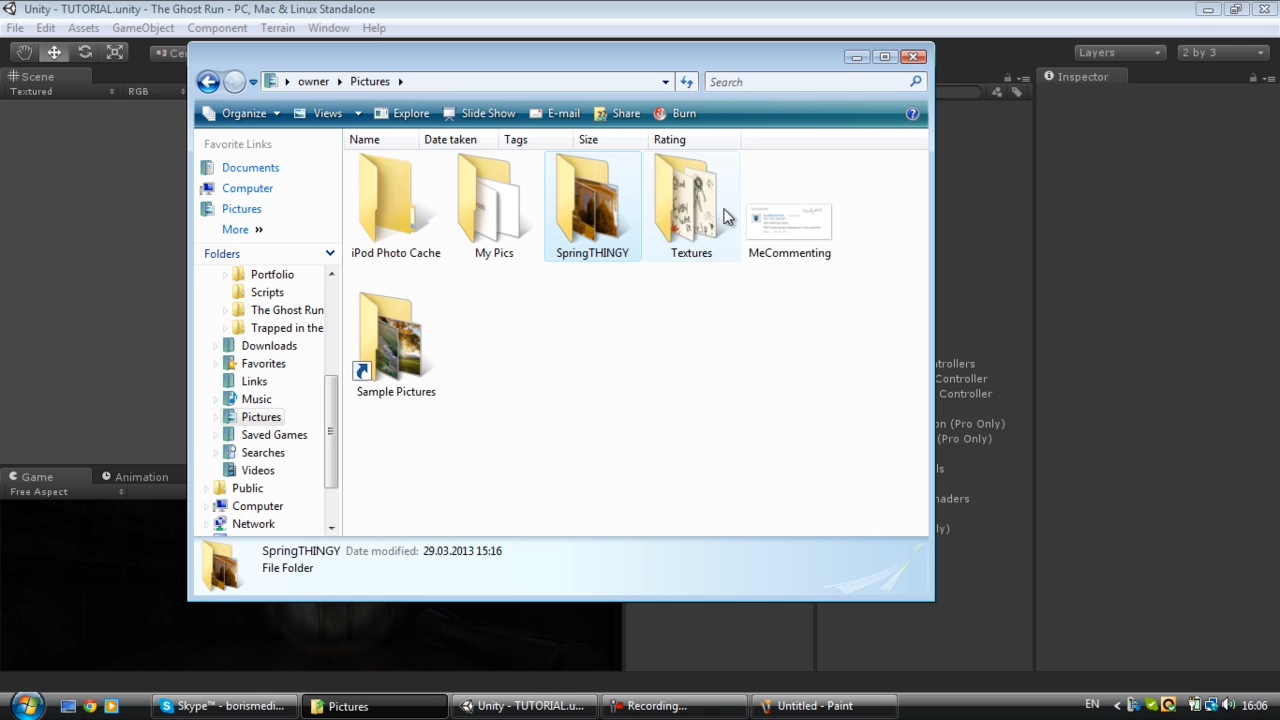 Unity - TUTORIAL.unity - The Ghost Run - PC, Mac & Linux Standalone
File Edit Assets GameObject Component Terrain Window Help
Layers 2 by 3
Scene
Textured RGB
Inspector
owner Pictures
Search
Organize Views Explore Slide Show E-mail Share Burn
Favorite Links
Documents
Computer
Pictures
More »
Folders
Portfolio
Scripts
The Ghost Run
Trapped in the
Downloads
Favorites
Links
Music
Pictures
Saved Games
Searches
Videos
Public
Computer
Network
Name Date taken Tags Size Rating
iPod Photo Cache My Pics SpringTHINGY Textures MeCommenting
Sample Pictures
SpringTHINGY Date modified: 29.03.2013 15:16
File Folder
Controller
Controller
(Pro Only)
(Pro Only)
Game Animation
Free Aspect
Skype™ - borismedi... Pictures Unity - TUTORIAL.u... Recording... Untitled - Paint EN 16:06